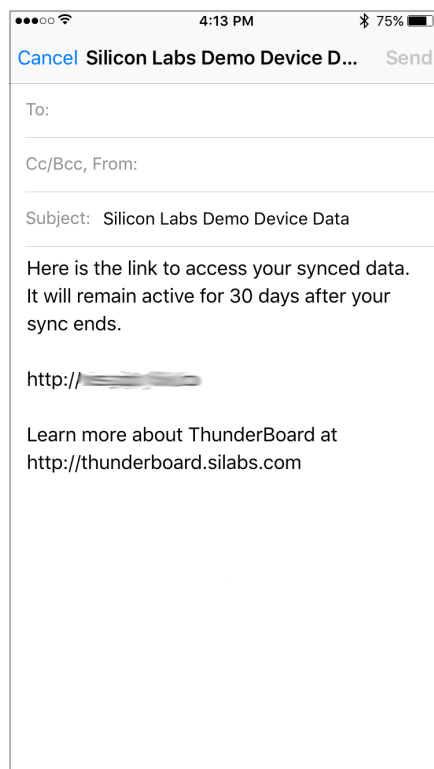 4:13 PM 75%
Cancel Silicon Labs Demo Device D... Send
To:
Cc/Bcc, From:
Subject: Silicon Labs Demo Device Data
Here is the link to access your synced data.
It will remain active for 30 days after your
sync ends.
http://
Learn more about ThunderBoard at
http://thunderboard.silabs.com